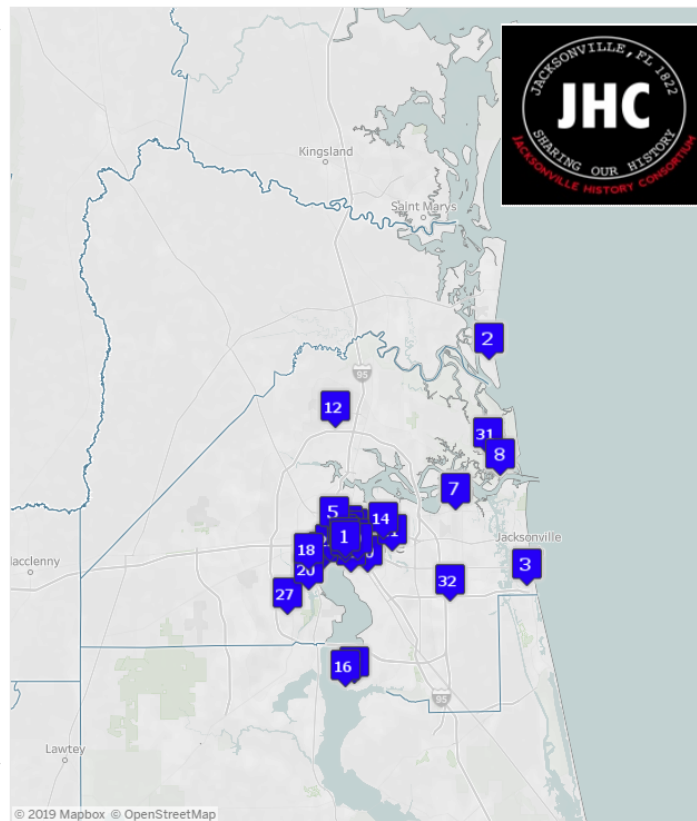 JACKSONVILLE, FL 1822
JHC
SHARING OUR HISTORY
JACKSONVILLE HISTORY CONSORTIUM
Kingsland
Saint Marys
2
95
12
31
8
7
5
14
1
18
Jacksonville
3
20
32
27
Macclenny
16
95
Lawtey
© 2019 Mapbox © OpenStreetMap